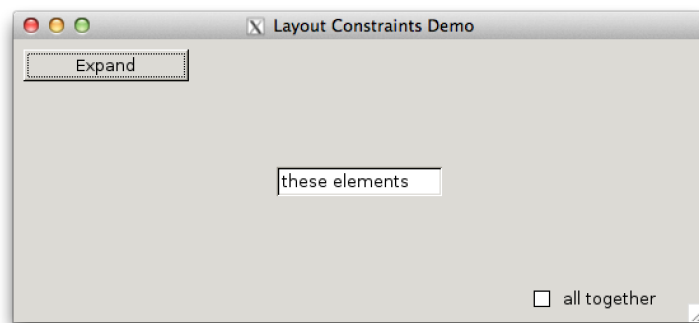 Layout Constraints Demo
Expand
these elements
all together